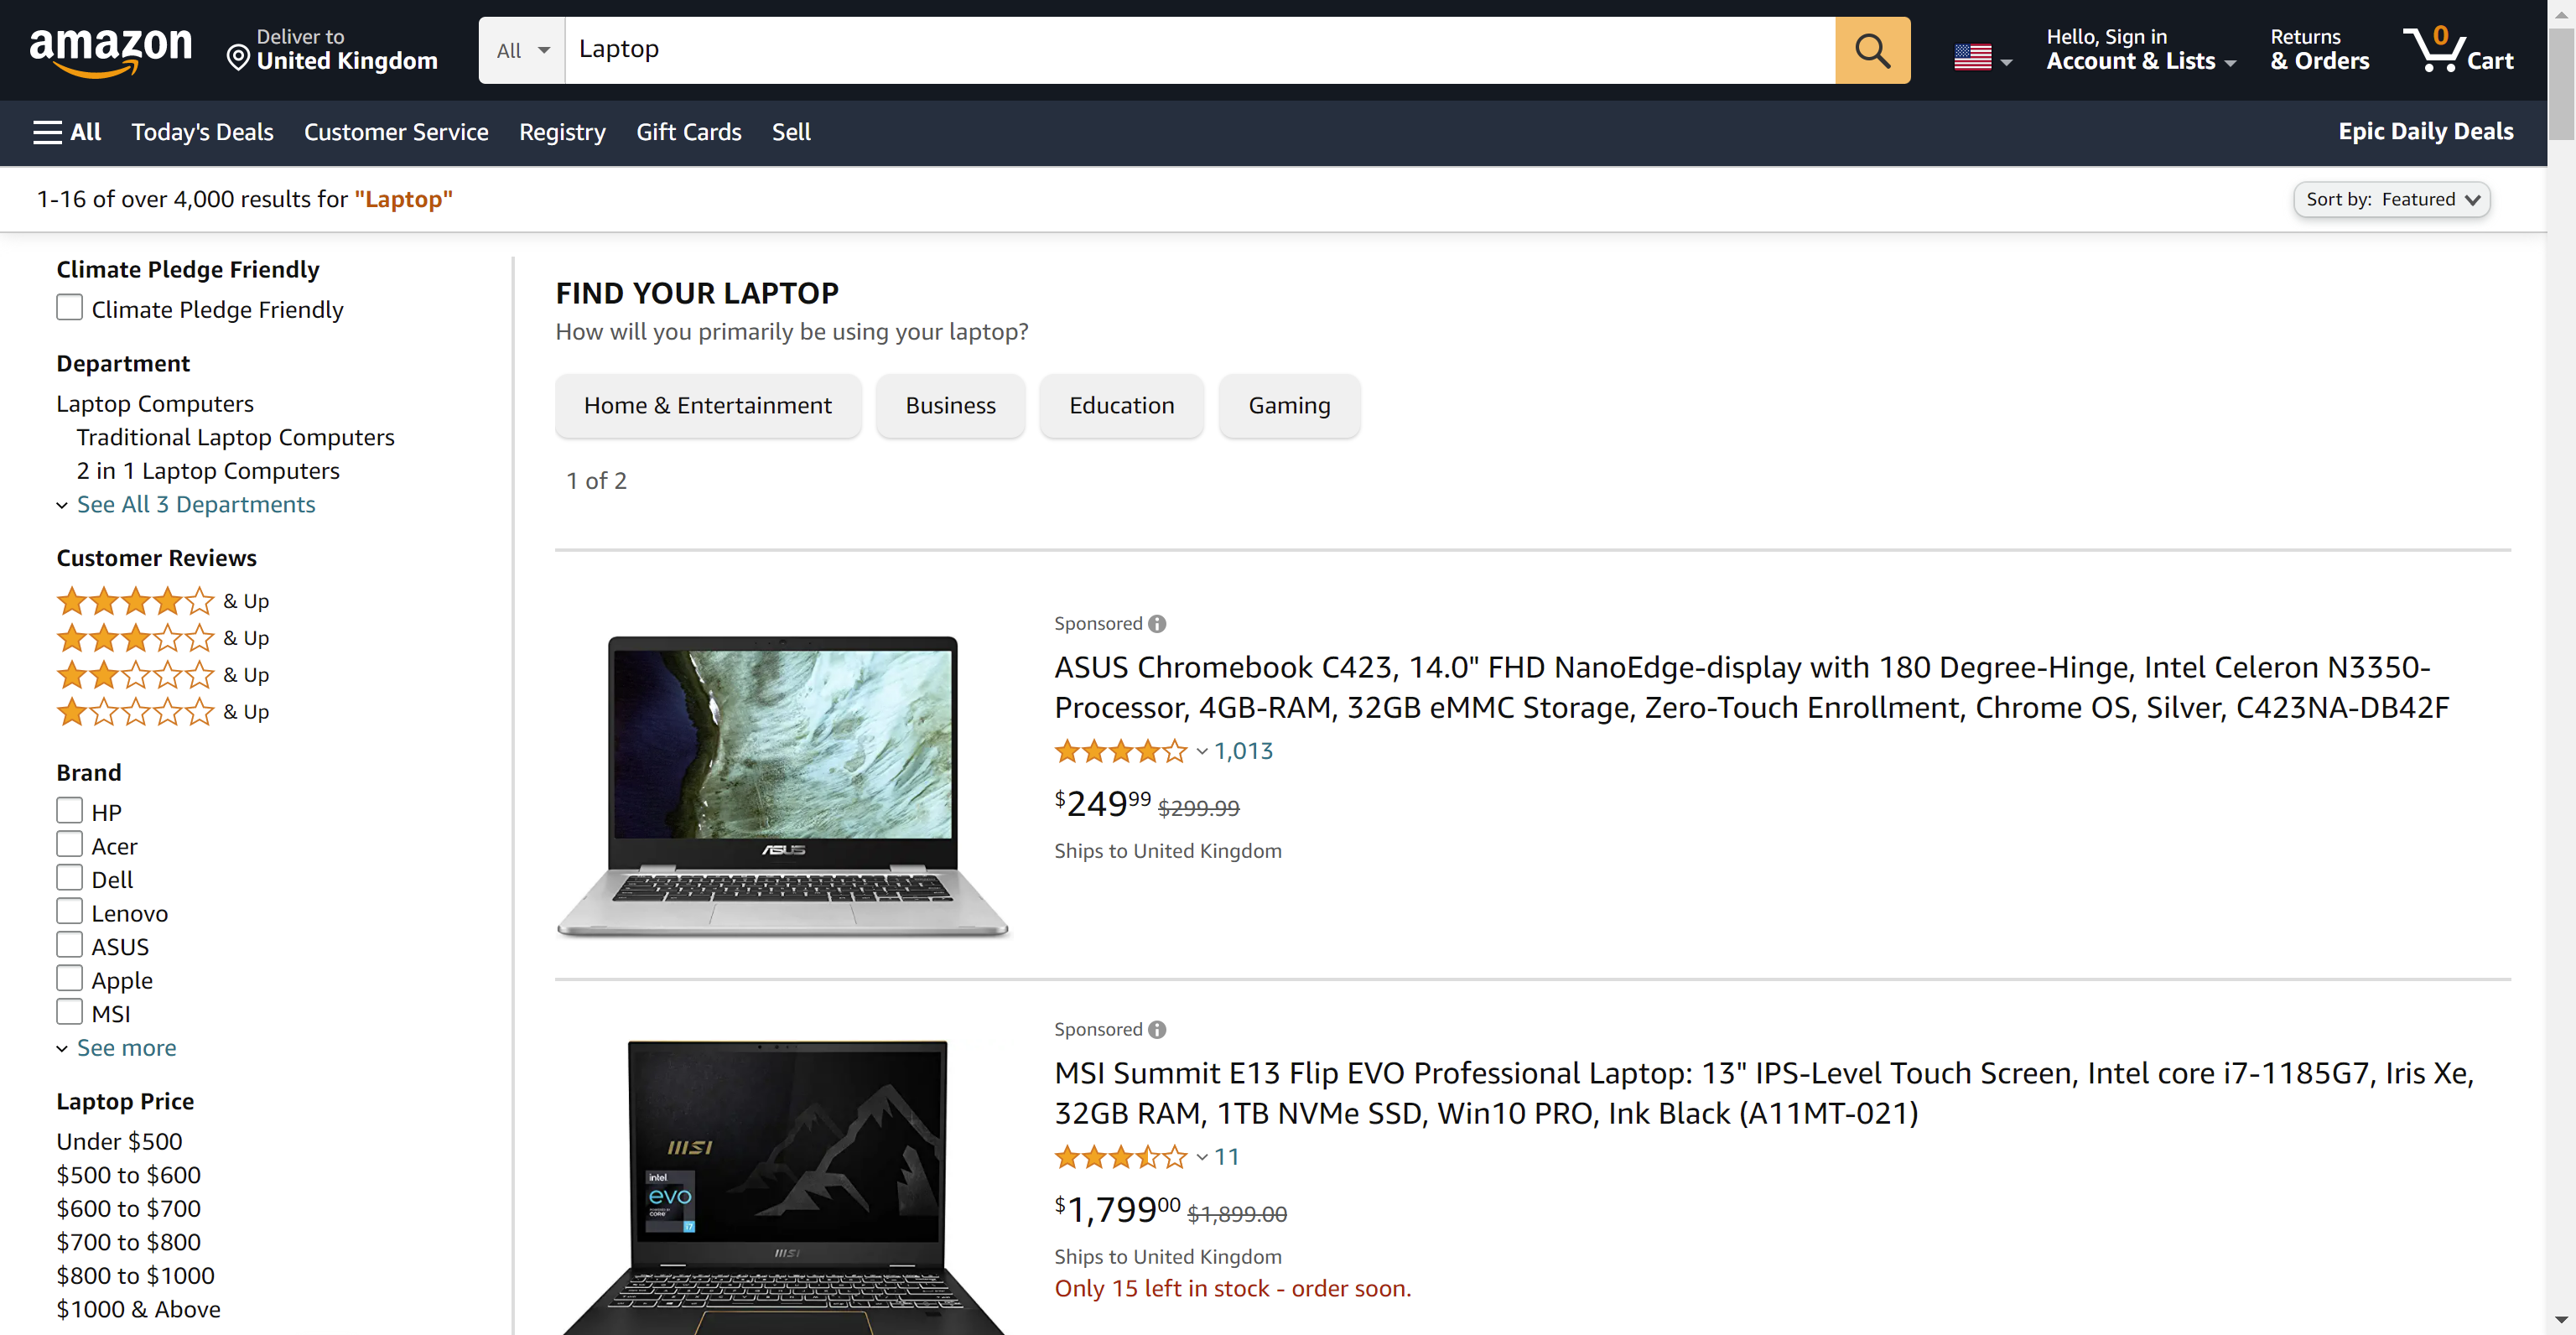 amazon
Deliver to
United Kingdom
All
Laptop
Hello, Sign in
Account & Lists
Returns
& Orders
0
Cart
All
Today's Deals
Customer Service
Registry
Gift Cards
Sell
Epic Daily Deals
1-16 of over 4,000 results for "Laptop"
Sort by: Featured
Climate Pledge Friendly
Climate Pledge Friendly
Department
Laptop Computers
Traditional Laptop Computers
2 in 1 Laptop Computers
See All 3 Departments
Customer Reviews
& Up
& Up
& Up
& Up
Brand
HP
Acer
Dell
Lenovo
ASUS
Apple
MSI
See more
Laptop Price
Under $500
$500 to $600
$600 to $700
$700 to $800
$800 to $1000
$1000 & Above
FIND YOUR LAPTOP
How will you primarily be using your laptop?
Home & Entertainment
Business
Education
Gaming
1 of 2
ASUS
Sponsored
ASUS Chromebook C423, 14.0" FHD NanoEdge-display with 180 Degree-Hinge, Intel Celeron N3350-
Processor, 4GB-RAM, 32GB eMMC Storage, Zero-Touch Enrollment, Chrome OS, Silver, C423NA-DB42F
1,013
$24999 $299.99
Ships to United Kingdom
msi
intel
evo
CORE
i7
msi
Sponsored
MSI Summit E13 Flip EVO Professional Laptop: 13" IPS-Level Touch Screen, Intel core i7-1185G7, Iris Xe,
32GB RAM, 1TB NVMe SSD, Win10 PRO, Ink Black (A11MT-021)
11
$1,79900 $1,899.00
Ships to United Kingdom
Only 15 left in stock - order soon.